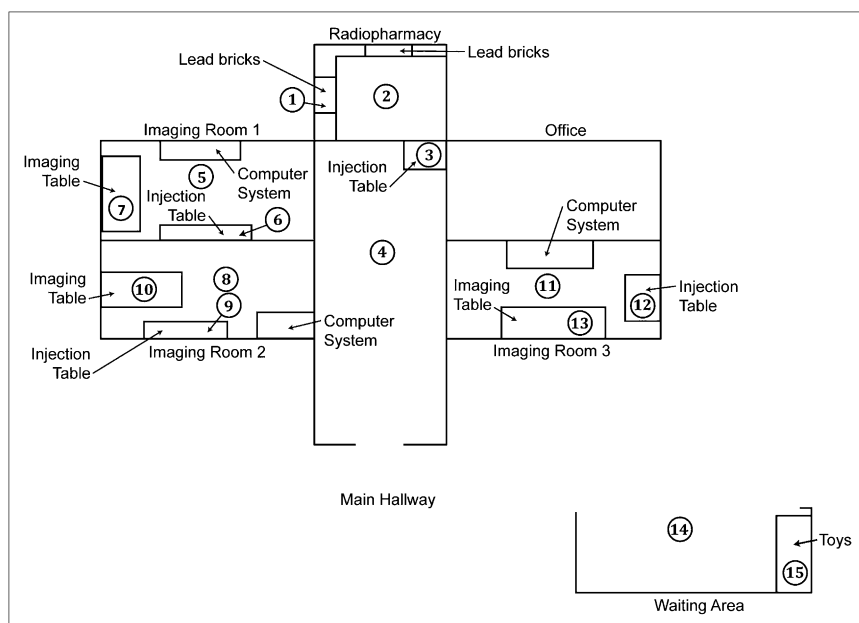 Radiopharmacy
Lead bricks
Lead bricks
1
2
Imaging Room 1
Office
3
Injection
Table
Imaging
Table
5
Computer
System
Injection
Table
6
7
Computer
System
4
8
Imaging
Table
10
9
11
Imaging
Table
Injection
Table
12
13
Computer
System
Injection
Table
Imaging Room 2
Imaging Room 3
Main Hallway
14
Toys
15
Waiting Area